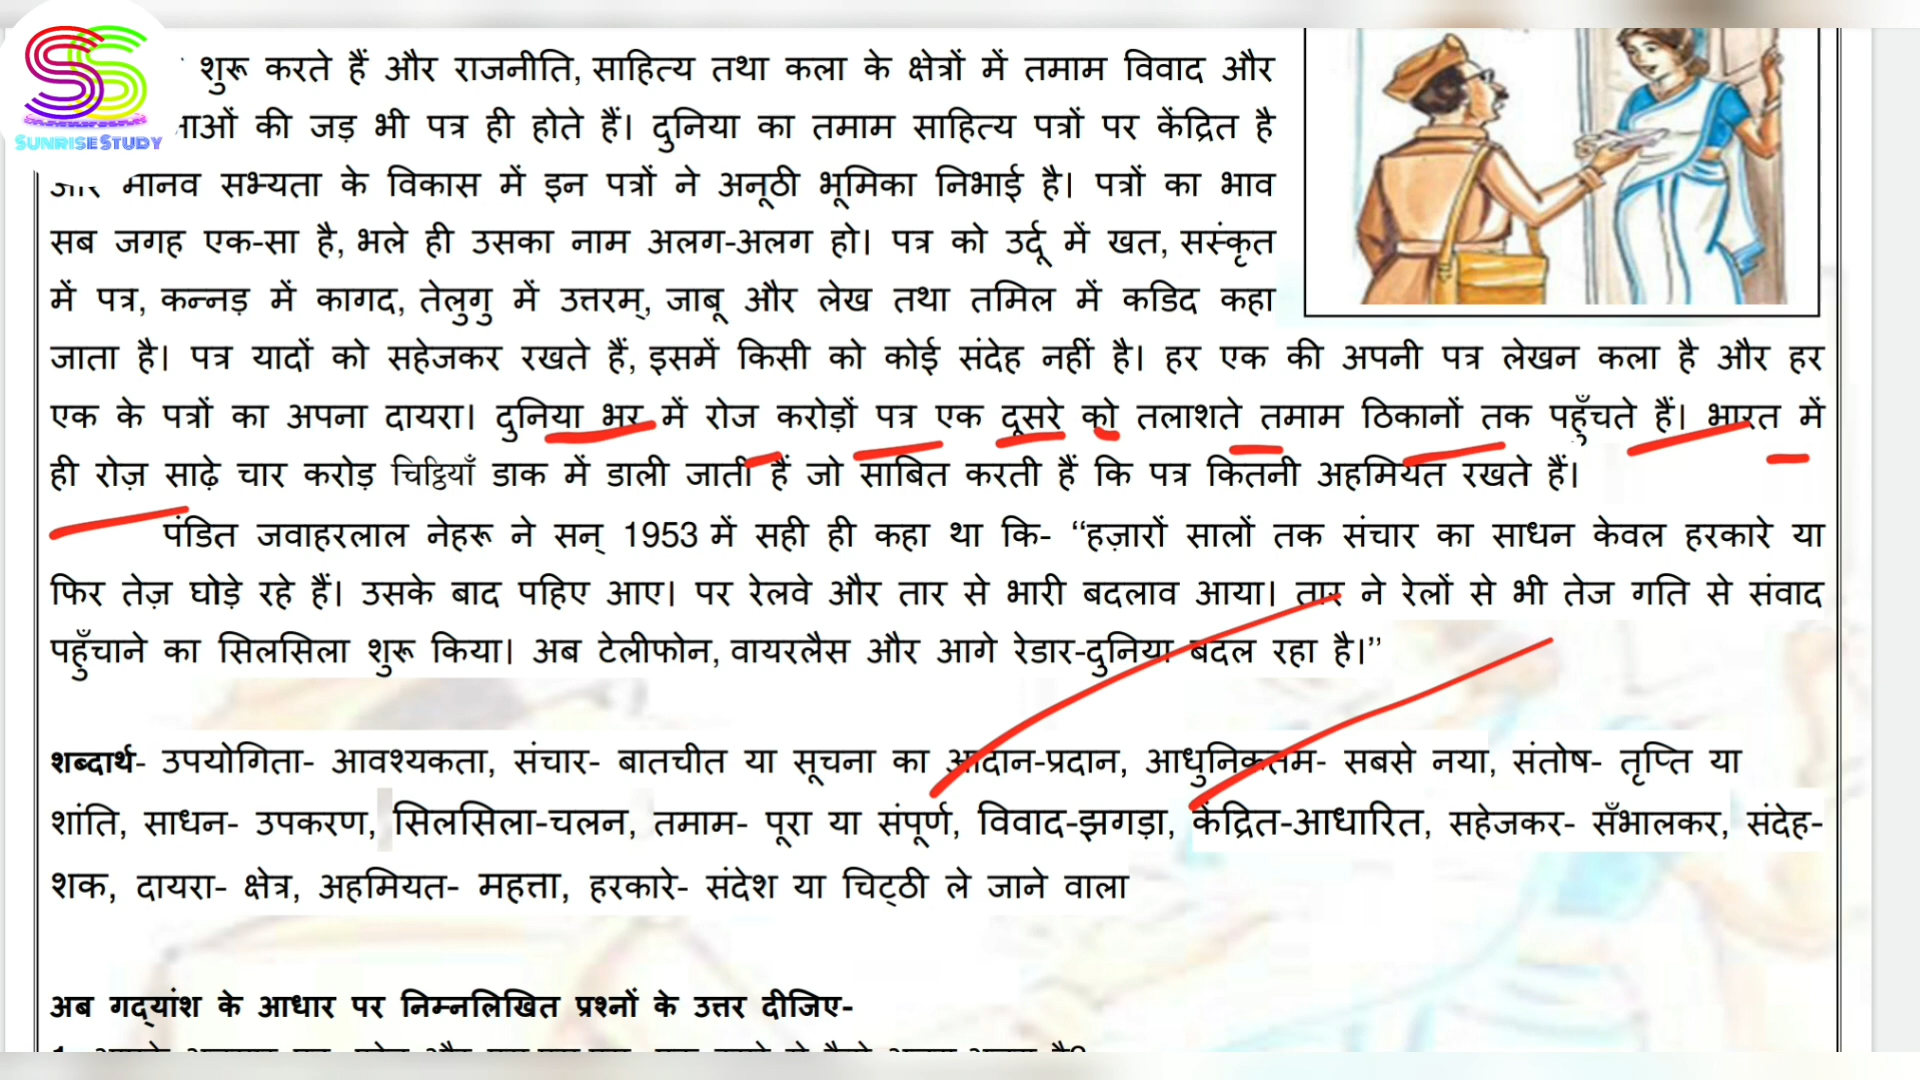 SUNRISESTUDY
शुरू करते हैं और राजनीति, साहित्य तथा कला के क्षेत्रों में तमाम विवाद और
की जड़ भी पत्र ही होते हैं। दुनिया का तमाम साहित्य पत्रों पर केंद्रित है
और मानव सभ्यता के विकास में इन पत्रों ने अनूठी भूमिका निभाई है। पत्रों का भाव
सब जगह एक-सा है, भले ही उसका नाम अलग-अलग हो। पत्र को उर्दू में खत, सस्ंकृत
में पत्र, कन्नड़ में कागद, तेलुगु में उत्तरम्, जाबू और लेख तथा तमिल में कडिद कहा
जाता है। पत्र यादों को सहेजकर रखते हैं, इसमें किसी को कोई संदेह नहीं है। हर एक की अपनी पत्र लेखन कला है और हर
एक के पत्रों का अपना दायरा। दुनिया भर में रोज करोड़ों पत्र एक दूसरे को तलाशते तमाम ठिकानों तक पहुँचते हैं। भारत में
ही रोज़ साढ़े चार करोड़ चिट्ठियाँ डाक में डाली जाती हैं जो साबित करती हैं कि पत्र कितनी अहमियत रखते हैं।
पंडित जवाहरलाल नेहरू ने सन् 1953 में सही ही कहा था कि- ‘‘हज़ारों सालों तक संचार का साधन केवल हरकारे या
फिर तेज़ घोड़े रहे हैं। उसके बाद पहिए आए। पर रेलवे और तार से भारी बदलाव आया। तार ने रेलों से भी तेज गति से संवाद
पहुँचाने का सिलसिला शुरू किया। अब टेलीफोन, वायरलैस और आगे रेडार-दुनिया बदल रहा है।’’
शब्दार्थ- उपयोगिता- आवश्यकता, संचार- बातचीत या सूचना का आदान-प्रदान, आधुनिकतम- सबसे नया, संतोष- तृप्ति या
शांति, साधन- उपकरण, सिलसिला-चलन, तमाम- पूरा या संपूर्ण, विवाद-झगड़ा, केंद्रित-आधारित, सहेजकर- सँभालकर, संदेह-
शक, दायरा- क्षेत्र, अहमियत- महत्ता, हरकारे- संदेश या चिट्ठी ले जाने वाला
अब गद्यांश के आधार पर निम्नलिखित प्रश्नों के उत्तर दीजिए-